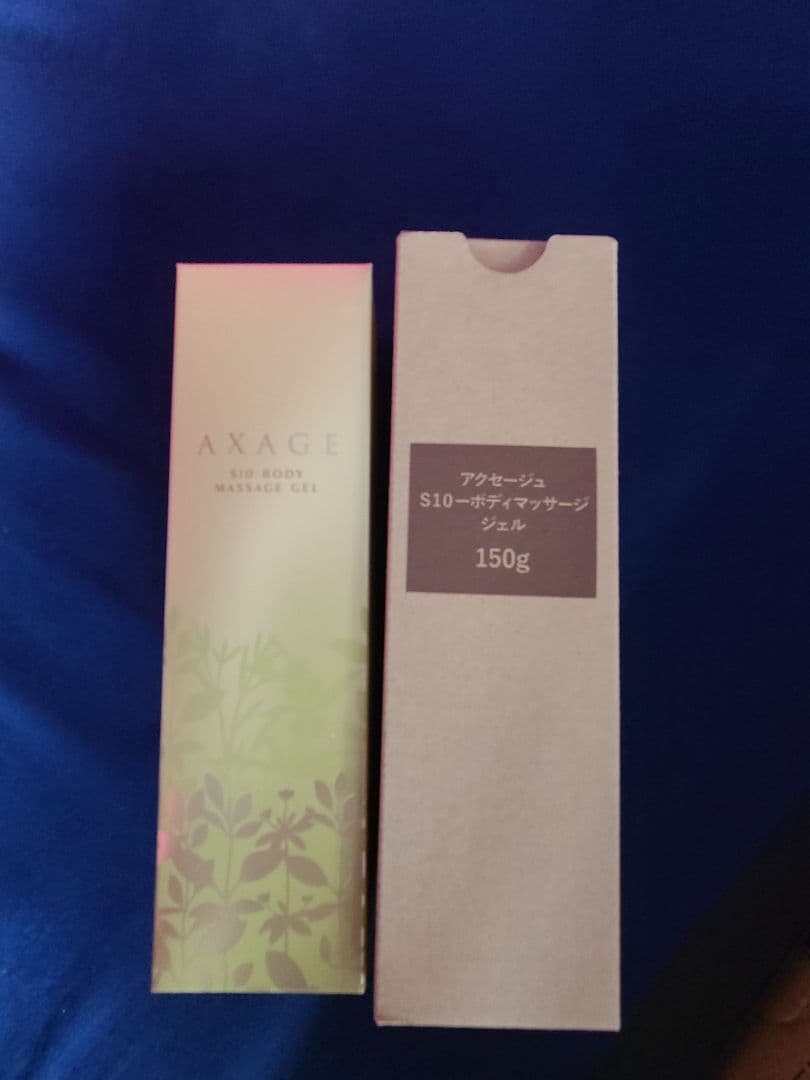 AXAGE
S10-BODY
MASSAGE GEL
アクセージュ
S10ーボディマッサージ
ジェル
150g